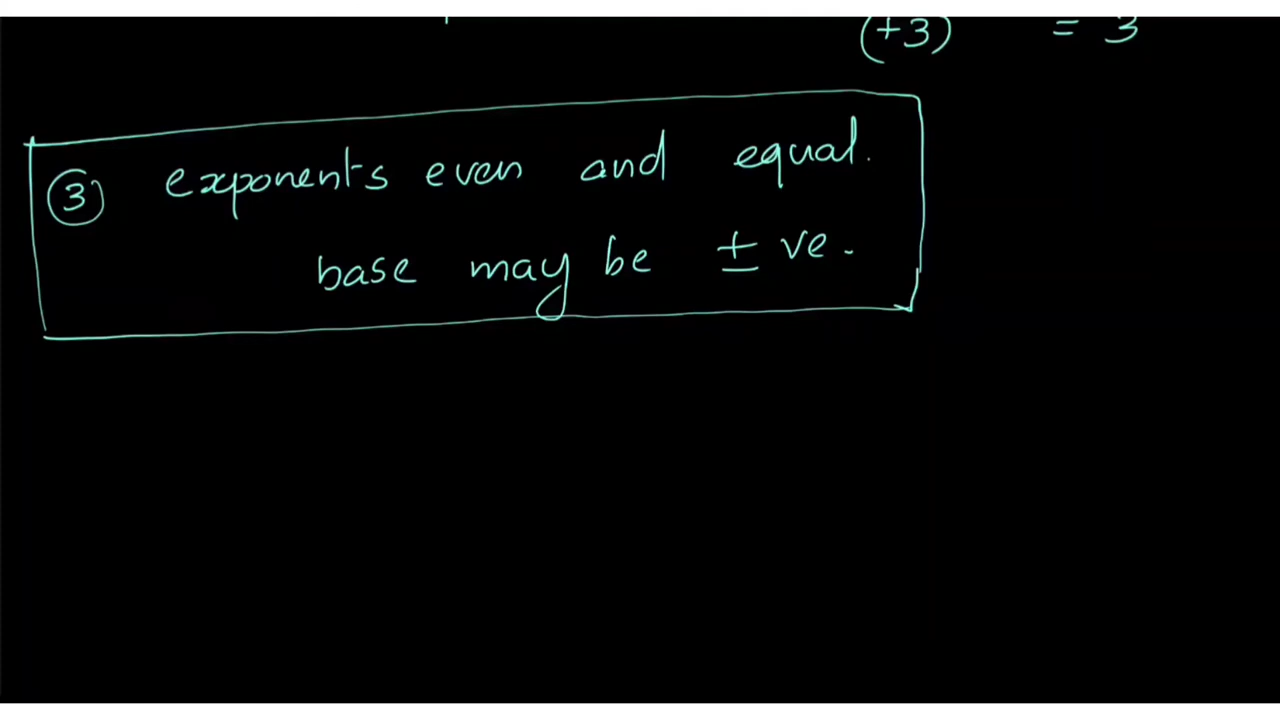 (+3) = 3
③ exponents even and equal.
base may be ± ve.